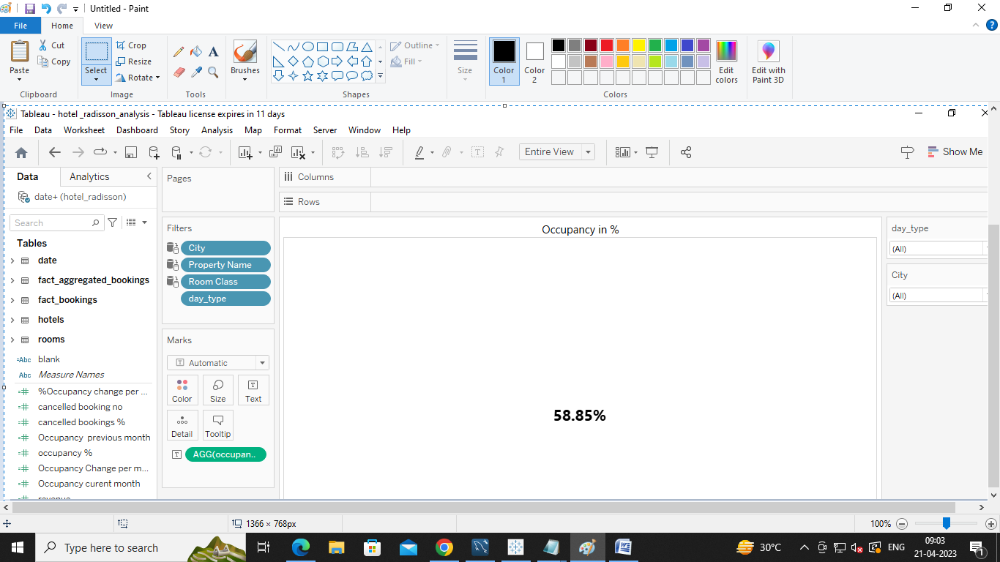 Untitled - Paint
File Home View
Paste
Cut
Copy
Clipboard
Select
Crop
Resize
Rotate
Image
A
Tools
Brushes
Outline
Fill
Shapes
Size
Color 1
Color 2
Edit colors
Colors
Edit with Paint 3D
Tableau - hotel _radisson_analysis - Tableau license expires in 11 days
File Data Worksheet Dashboard Story Analysis Map Format Server Window Help
Entire View
Show Me
Data Analytics
date+ (hotel_radisson)
Search
Tables
date
fact_aggregated_bookings
fact_bookings
hotels
rooms
=Abc blank
Abc Measure Names
%Occupancy change per ...
cancelled booking no
cancelled bookings %
Occupancy previous month
occupancy %
Occupancy Change per m...
Occupancy curent month
revenue
Pages
Filters
City
Property Name
Room Class
day_type
Marks
T Automatic
Color Size Text
Detail Tooltip
T AGG(occupan..
Columns
Rows
Occupancy in %
58.85%
day_type
(All)
City
(All)
1366 × 768px
100%
Type here to search
30°C
ENG
09:03
21-04-2023
1